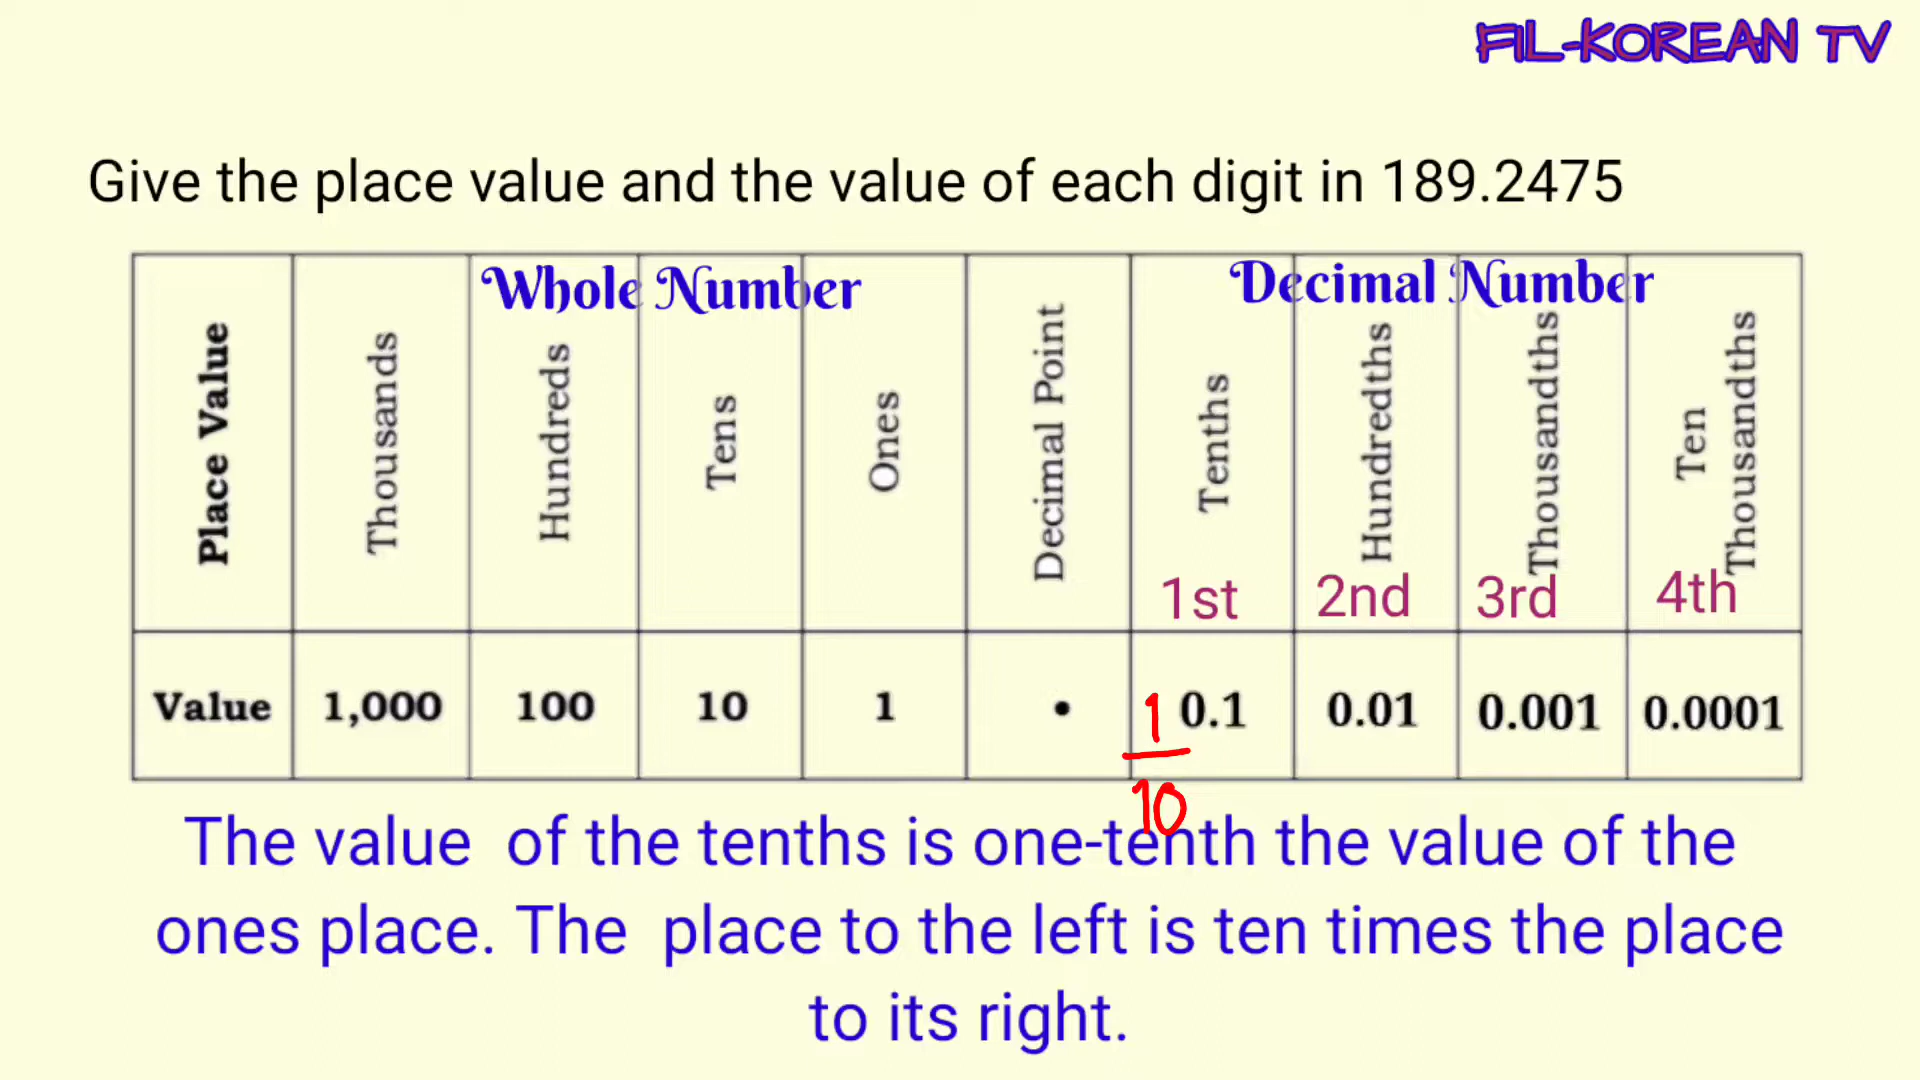 FIL-KOREAN TV
Give the place value and the value of each digit in 189.2475
Whole Number
Decimal Number
Place Value
Thousands
Hundreds
Tens
Ones
Decimal Point
Tenths
Hundredths
Thousandths
Ten
Thousandths
1st 2nd 3rd 4th
Value 1,000 100 10 1 • 0.1 0.01 0.001 0.0001
1
10
The value of the tenths is one-tenth the value of the
ones place. The place to the left is ten times the place
to its right.